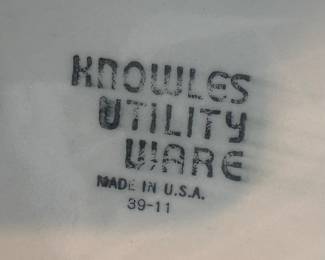 KNOWLES
UTILITY
WARE
MADE IN U.S.A.
39-11